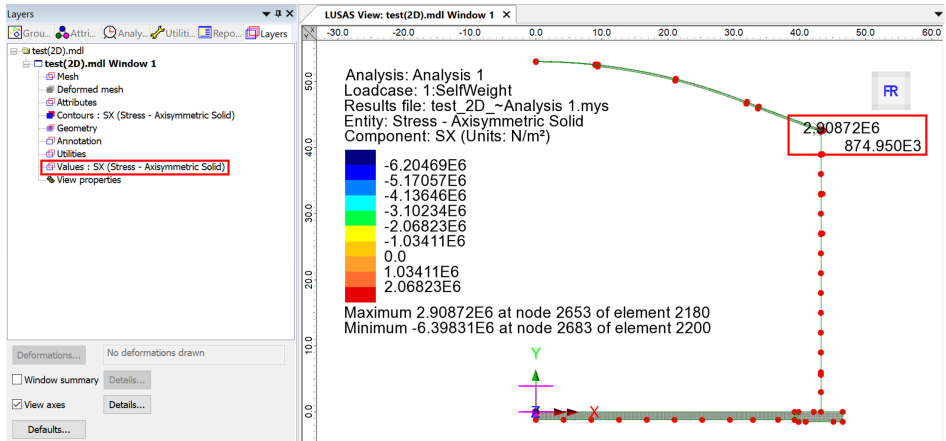 Layers
Grou... Attri... Analy... Utiliti... Repo... Layers
test(2D).mdl
test(2D).mdl Window 1
Mesh
Deformed mesh
Attributes
Contours : SX (Stress - Axisymmetric Solid)
Geometry
Annotation
Utilities
Values : SX (Stress - Axisymmetric Solid)
View properties
Deformations... No deformations drawn
Window summary Details...
View axes Details...
Defaults...
LUSAS View: test(2D).mdl Window 1 X
X
Y
-30.0 -20.0 -10.0 0.0 10.0 20.0 30.0 40.0 50.0 60.0
50.0
40.0
30.0
20.0
10.0
0.0
Analysis: Analysis 1
Loadcase: 1:SelfWeight
Results file: test_2D_~Analysis 1.mys
Entity: Stress - Axisymmetric Solid
Component: SX (Units: N/m²)
-6.20469E6
-5.17057E6
-4.13646E6
-3.10234E6
-2.06823E6
-1.03411E6
0.0
1.03411E6
2.06823E6
Maximum 2.90872E6 at node 2653 of element 2180
Minimum -6.39831E6 at node 2683 of element 2200
FR
2.90872E6
874.950E3
Y
Z
X